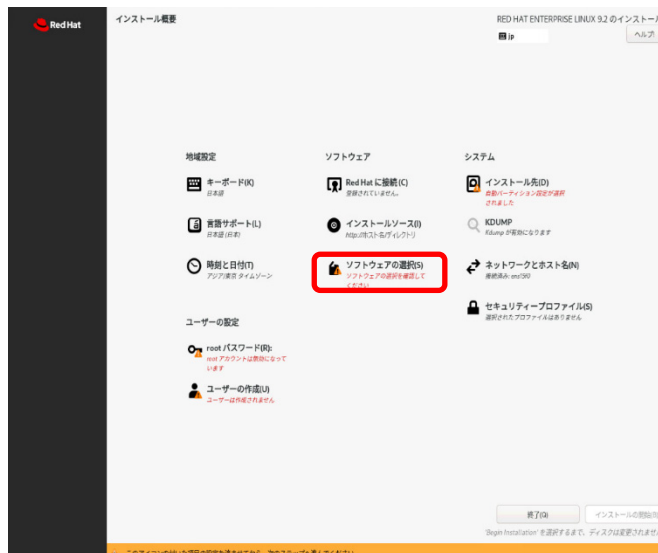 Red Hat
インストール概要
RED HAT ENTERPRISE LINUX 9.2 のインストール
jp
ヘルプ
地域設定
ソフトウェア
システム
キーボード(K)
日本語
Red Hat に接続(C)
登録されていません。
インストール先(D)
自動パーティション設定が選択
されました
言語サポート(L)
日本語 (日本)
インストールソース(I)
http://ホスト名/ディレクトリ
KDUMP
Kdump が有効になります
時刻と日付(T)
アジア/東京 タイムゾーン
ソフトウェアの選択(S)
ソフトウェアの選択を確認して
ください
ネットワークとホスト名(N)
セキュリティープロファイル(S)
選択されたプロファイルはありません
ユーザーの設定
root パスワード(R):
root アカウントは無効になって
います
ユーザーの作成(U)
ユーザーは作成されません
終了(Q)
インストールの開始
'Begin Installation' を選択するまで、ディスクは変更されません